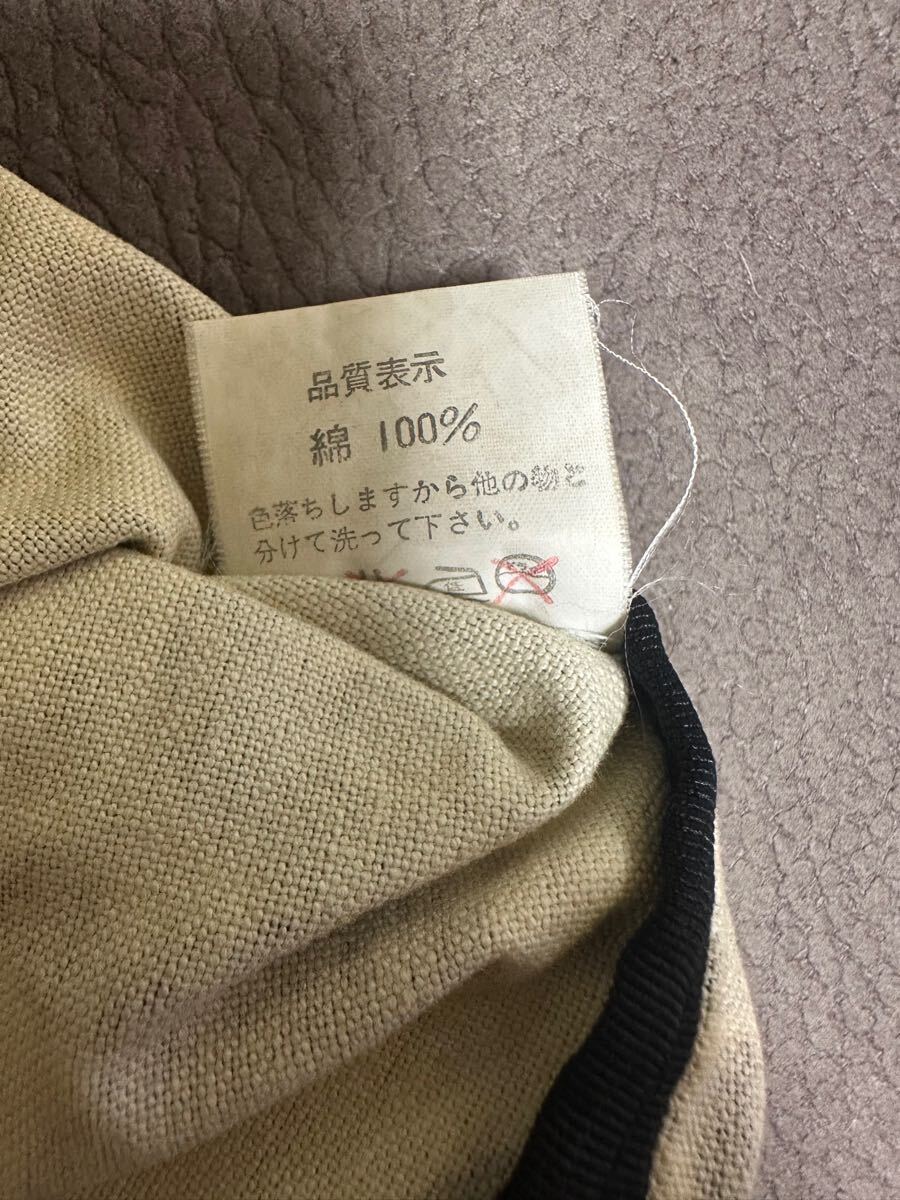 品質表示
綿 100%
色落ちしますから他の物と
分けて洗って下さい。
低